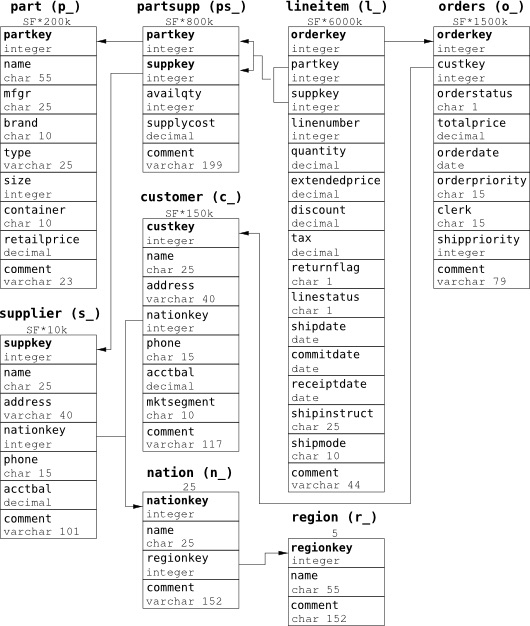 part (p_)
SF*200k
partkey
integer
name
char 55
mfgr
char 25
brand
char 10
type
varchar 25
size
integer
container
char 10
retailprice
decimal
comment
varchar 23
supplier (s_)
SF*10k
suppkey
integer
name
char 25
address
varchar 40
nationkey
integer
phone
char 15
acctbal
decimal
comment
varchar 101
partsupp (ps_)
SF*800k
partkey
integer
suppkey
integer
availqty
integer
supplycost
decimal
comment
varchar 199
customer (c_)
SF*150k
custkey
integer
name
char 25
address
varchar 40
nationkey
integer
phone
char 15
acctbal
decimal
mktsegment
char 10
comment
varchar 117
nation (n_)
25
nationkey
integer
name
char 25
regionkey
integer
comment
varchar 152
lineitem (l_)
SF*6000k
orderkey
integer
partkey
integer
suppkey
integer
linenumber
integer
quantity
decimal
extendedprice
decimal
discount
decimal
tax
decimal
returnflag
char 1
linestatus
char 1
shipdate
date
commitdate
date
receiptdate
date
shipinstruct
char 25
shipmode
char 10
comment
varchar 44
region (r_)
5
regionkey
integer
name
char 55
comment
char 152
orders (o_)
SF*1500k
orderkey
integer
custkey
integer
orderstatus
char 1
totalprice
decimal
orderdate
date
orderpriority
char 15
clerk
char 15
shippriority
integer
comment
varchar 79